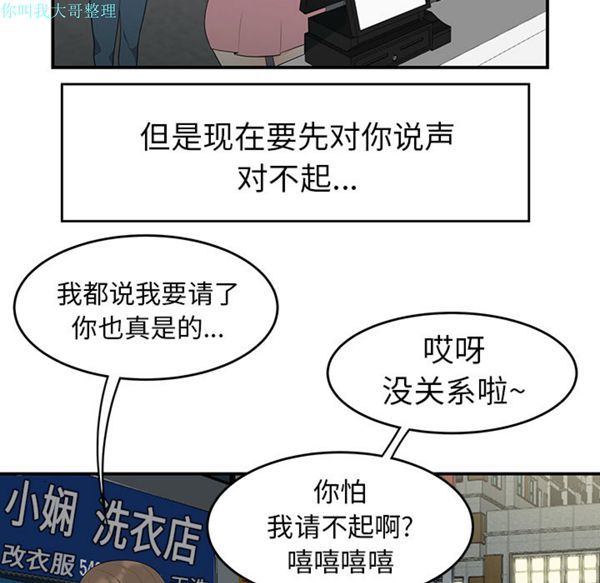 你叫我大哥整理
但是现在要先对你说声
对不起...
我都说我要请了
你也真是的...
哎呀
没关系啦~
你怕
我请不起啊?
嘻嘻嘻嘻
小娴 洗衣店
改衣服 54